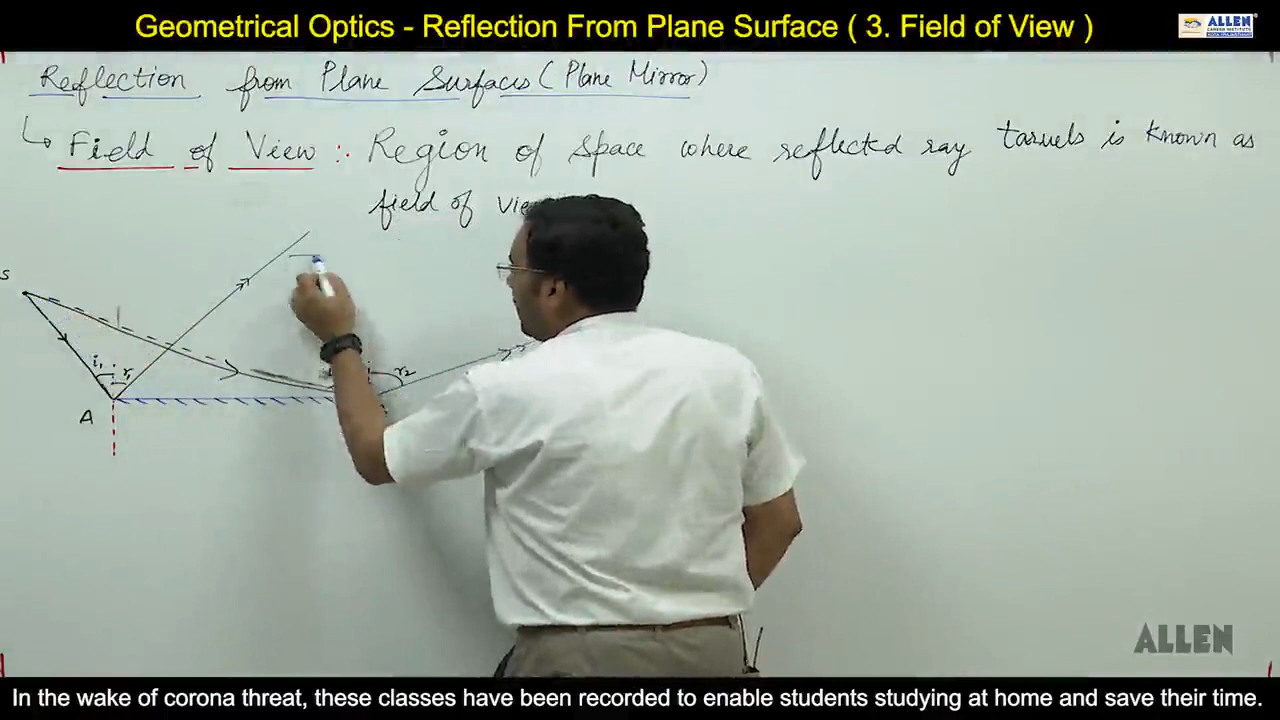 Geometrical Optics - Reflection From Plane Surface ( 3. Field of View )
ALLEN
Reflection from Plane Surfaces (Plane Mirror)
Field of View :. Region of space where reflected ray taruels is known as
field of vie
S
i₁ r₁
r₂
A
ALLEN
In the wake of corona threat, these classes have been recorded to enable students studying at home and save their time.